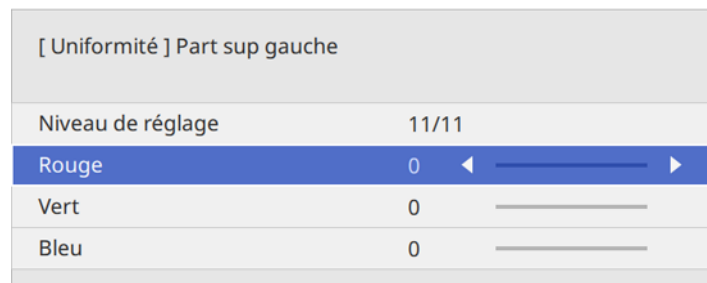 [ Uniformité ] Part sup gauche
Niveau de réglage 11/11
Rouge 0
Vert 0
Bleu 0